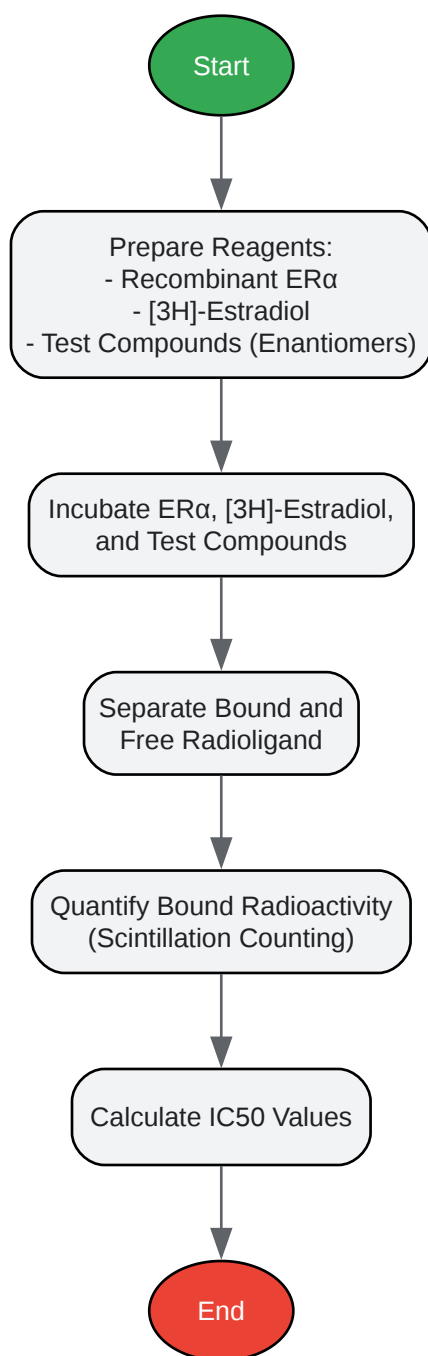 Start
Prepare Reagents:
- Recombinant ERα
- [3H]-Estradiol
- Test Compounds (Enantiomers)
Incubate ERα, [3H]-Estradiol,
and Test Compounds
Separate Bound and
Free Radioligand
Quantify Bound Radioactivity
(Scintillation Counting)
Calculate IC50 Values
End